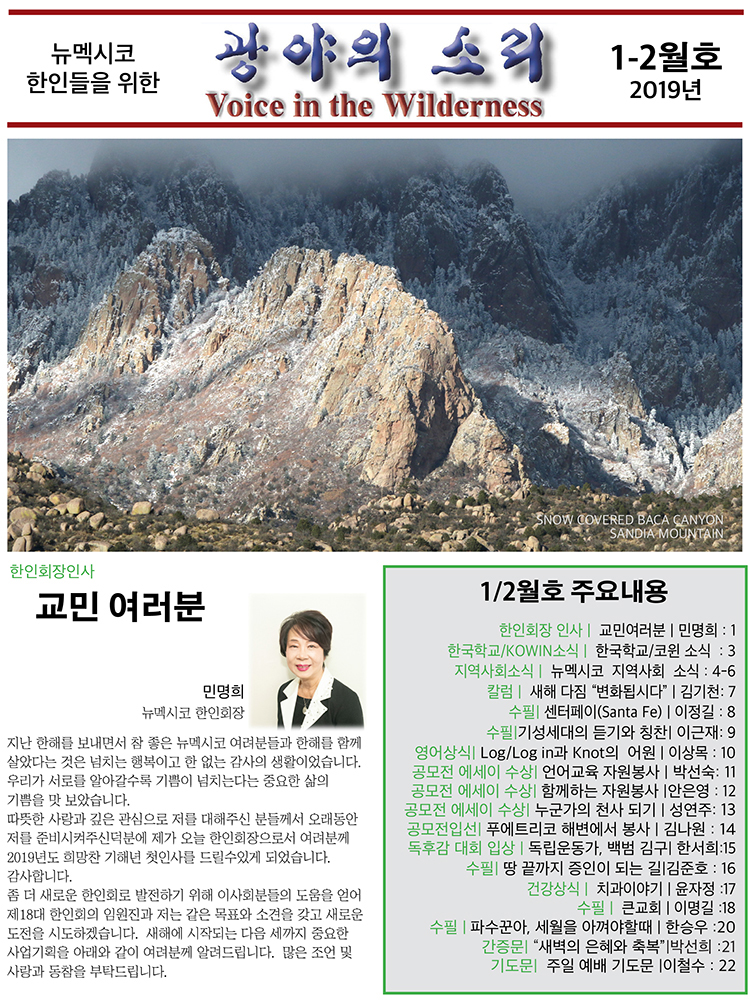 뉴멕시코
한인들을 위한
광야의 소리
Voice in the Wilderness
1-2월호
2019년
SNOW COVERED BACA CANYON
SANDIA MOUNTAIN
한인회장인사
교민 여러분
민명희
뉴멕시코 한인회장
지난 한해를 보내면서 참 좋은 뉴멕시코 여러분들과 한해를 함께
살았다는 것은 넘치는 행복이고 한 없는 감사의 생활이었습니다.
우리가 서로를 알아갈수록 기쁨이 넘치는다는 중요한 삶의
기쁨을 맛 보았습니다.
따뜻한 사랑과 깊은 관심으로 저를 대해주신 분들께서 오래동안
저를 준비시켜주신덕분에 제가 오늘 한인회장으로서 여러분께
2019년도 희망찬 기해년 첫인사를 드릴수있게 되었습니다.
감사합니다.
좀 더 새로운 한인회로 발전하기 위해 이사회분들의 도움을 얻어
제18대 한인회의 임원진과 저는 같은 목표와 소견을 갖고 새로운
도전을 시도하겠습니다. 새해에 시작되는 다음 세까지 중요한
사업기획을 아래와 같이 여러분께 알려드립니다. 많은 조언 및
사랑과 동참을 부탁드립니다.
1/2월호 주요내용
한인회장 인사 | 교민여러분 | 민명희 : 1
한국학교/KOWIN소식 | 한국학교/코윈 소식 : 3
지역사회소식 | 뉴멕시코 지역사회 소식 : 4-6
칼럼 | 새해 다짐 “변화됩시다” | 김기천: 7
수필| 센터페이(Santa Fe) | 이정길 : 8
수필|기성세대의 듣기와 칭찬| 이근재: 9
영어상식| Log/Log in과 Knot의 어원 | 이상목 : 10
공모전 에세이 수상| 언어교육 자원봉사 | 박선숙: 11
공모전 에세이 수상| 함께하는 자원봉사 |안은영 : 12
공모전 에세이 수상| 누군가의 천사 되기 | 성연주: 13
공모전입선| 푸에트리코 해변에서 봉사 | 김나원 : 14
독후감 대회 입상 | 독립운동가, 백범 김구| 한서희:15
수필| 땅 끝까지 증인이 되는 길|김준호 : 16
건강상식 | 치과이야기 | 윤자정 :17
수필 | 큰교회 | 이명길 :18
수필 | 파수꾼아, 세월을 아껴야할때 | 한승우 :20
간증문| “새벽의 은혜와 축복”|박선희 :21
기도문| 주일 예배 기도문 |이철수 : 22